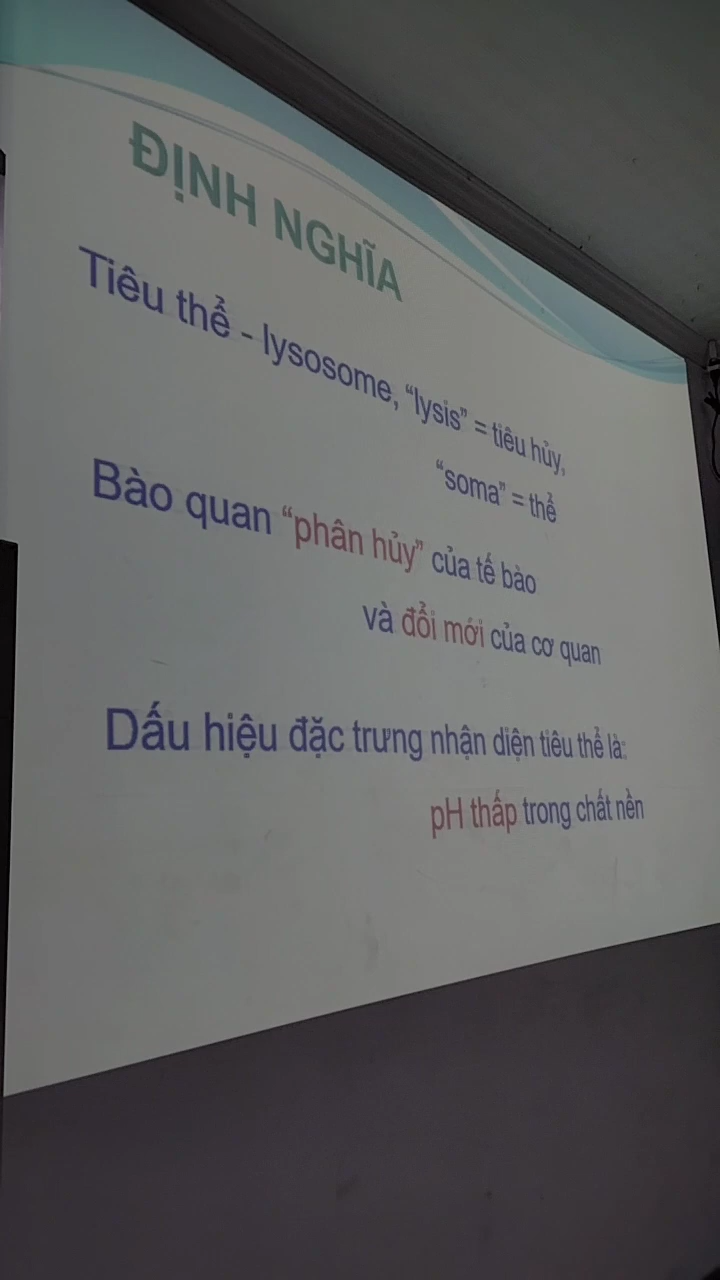 ĐỊNH NGHĨA
Tiêu thể - lysosome, “lysis” = tiêu hủy,
“soma” = thể
Bào quan “phân hủy” của tế bào
và đổi mới của cơ quan
Dấu hiệu đặc trưng nhận diện tiêu thể là:
pH thấp trong chất nền